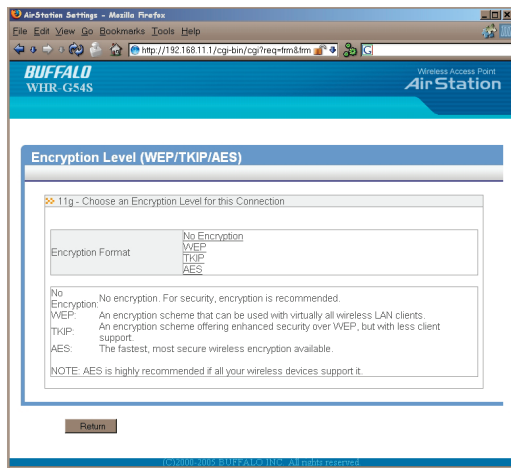 AirStation Settings - Mozilla Firefox
File Edit View Go Bookmarks Tools Help
http://192.168.11.1/cgi-bin/cgi?req=frm&frm
G
BUFFALO
WHR-G54S
Wireless Access Point
AirStation
Encryption Level (WEP/TKIP/AES)
11g - Choose an Encryption Level for this Connection
Encryption Format
No Encryption
WEP
TKIP
AES
No Encryption: No encryption. For security, encryption is recommended.
WEP: An encryption scheme that can be used with virtually all wireless LAN clients.
TKIP: An encryption scheme offering enhanced security over WEP, but with less client
support.
AES: The fastest, most secure wireless encryption available.
NOTE: AES is highly recommended if all your wireless devices support it.
Return
(C)2000-2005 BUFFALO INC. All rights reserved.